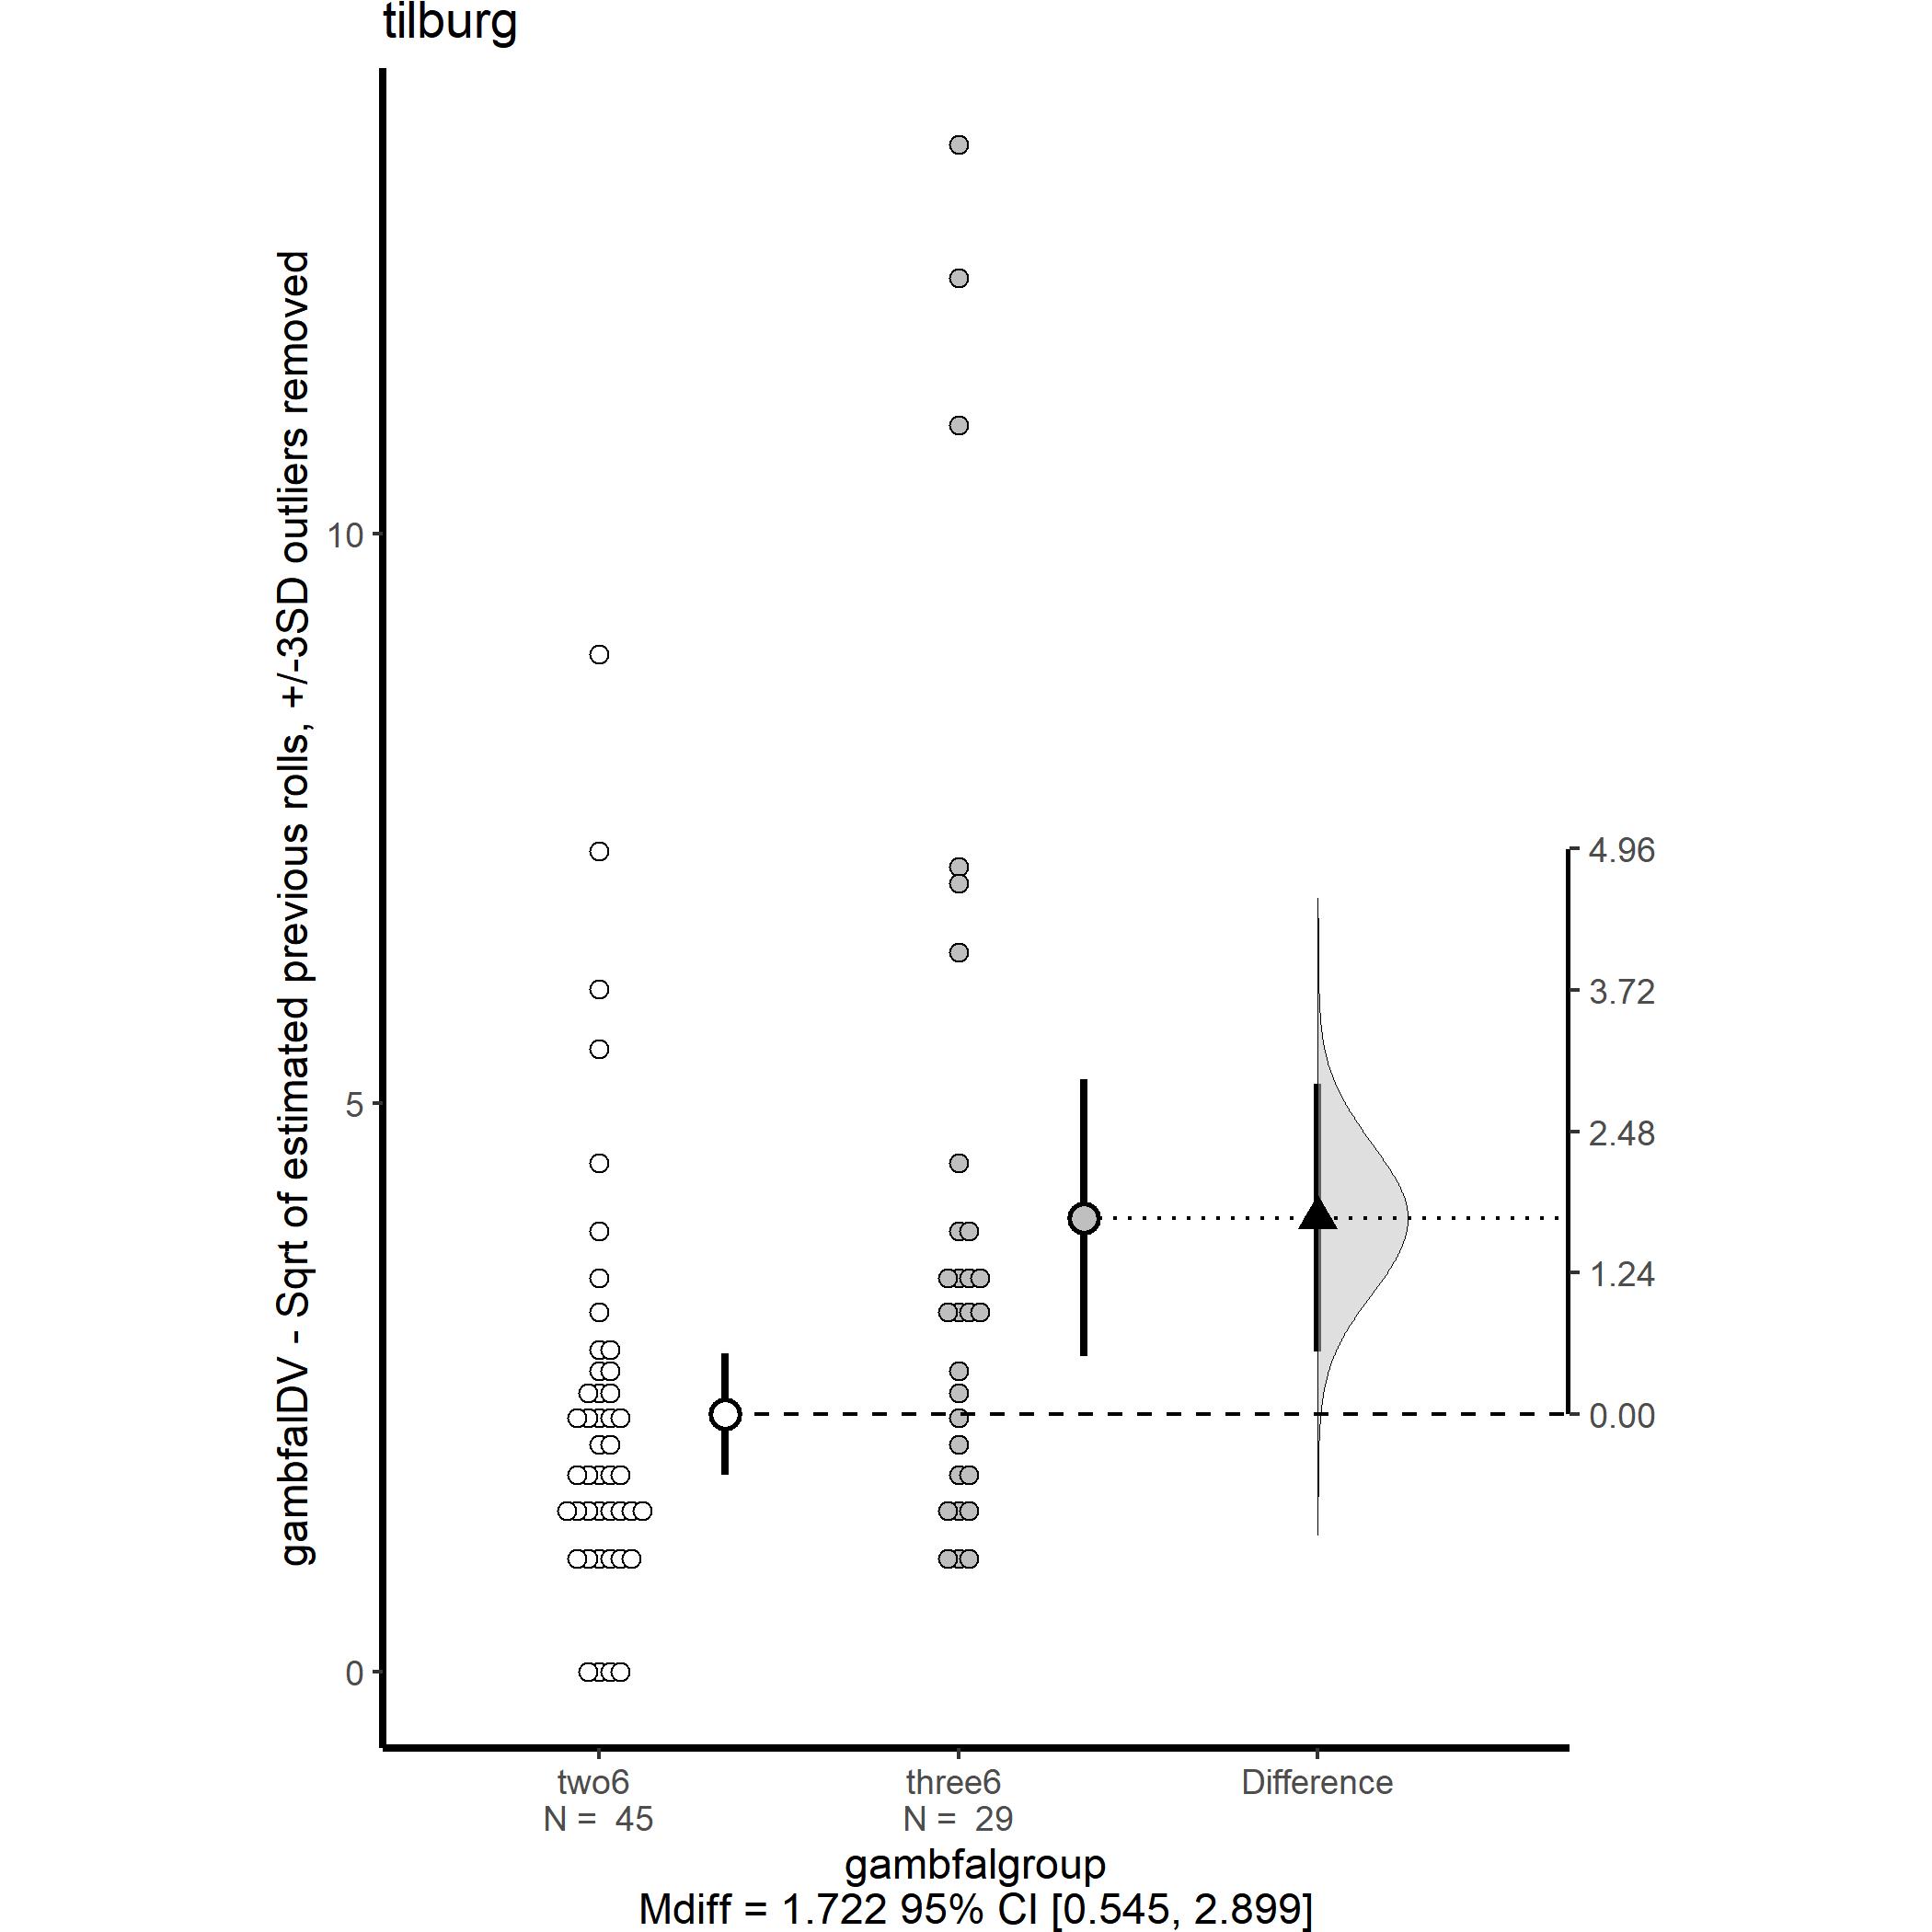 tilburg
gambfalDV - Sqrt of estimated previous rolls, +/-3SD outliers removed
10
5
0
4.96
3.72
2.48
1.24
0.00
two6
N =  45
three6
N =  29
Difference
gambfalgroup
Mdiff = 1.722 95% CI [0.545, 2.899]